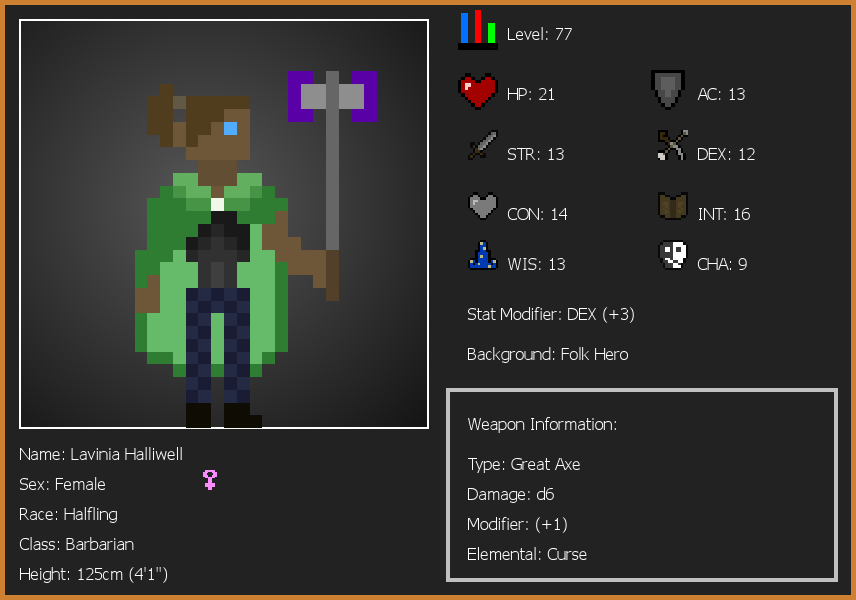 Level: 77
HP: 21
AC: 13
STR: 13
DEX: 12
CON: 14
INT: 16
WIS: 13
CHA: 9
Stat Modifier: DEX (+3)
Background: Folk Hero
Weapon Information:
Type: Great Axe
Damage: d6
Modifier: (+1)
Elemental: Curse
Name: Lavinia Halliwell
Sex: Female
Race: Halfling
Class: Barbarian
Height: 125cm (4'1")